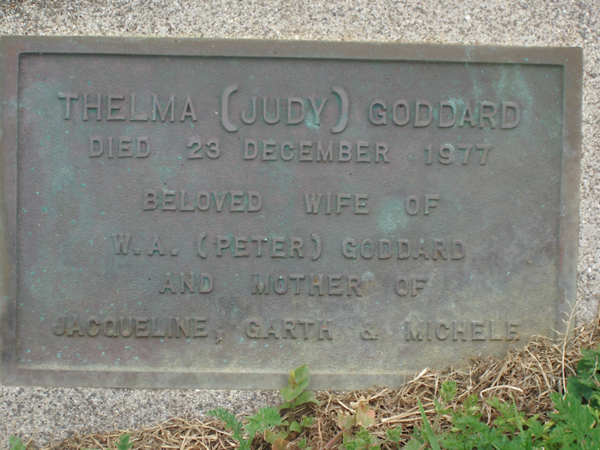 THELMA (JUDY) GODDARD
DIED 23 DECEMBER 1977
BELOVED WIFE OF
W.A. (PETER) GODDARD
AND MOTHER OF
JACQUELINE, GARTH & MICHELE